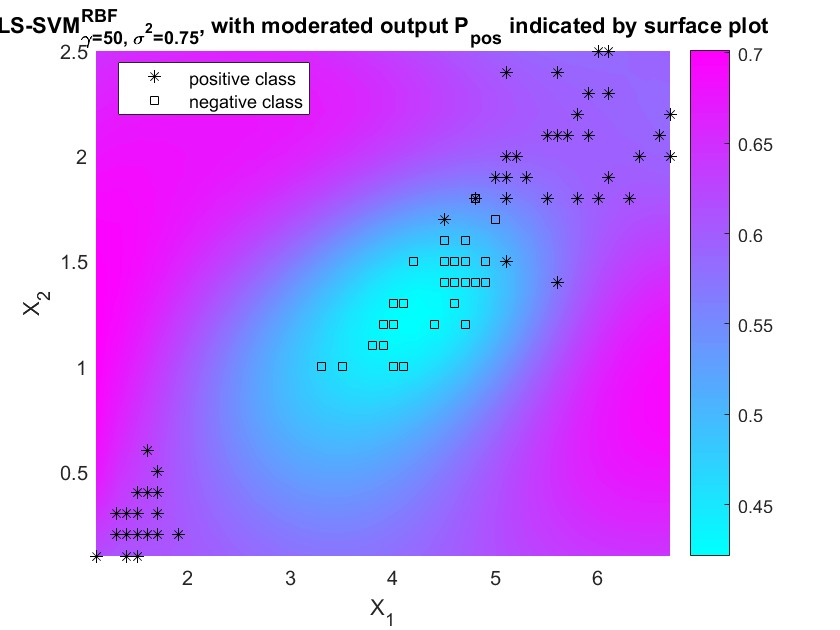 LS-SVM^RBF_γ=50, σ²=0.75, with moderated output P_pos indicated by surface plot
positive class
negative class
2.5
2
1.5
1
0.5
X_2
2 3 4 5 6
X_1
0.7
0.65
0.6
0.55
0.5
0.45